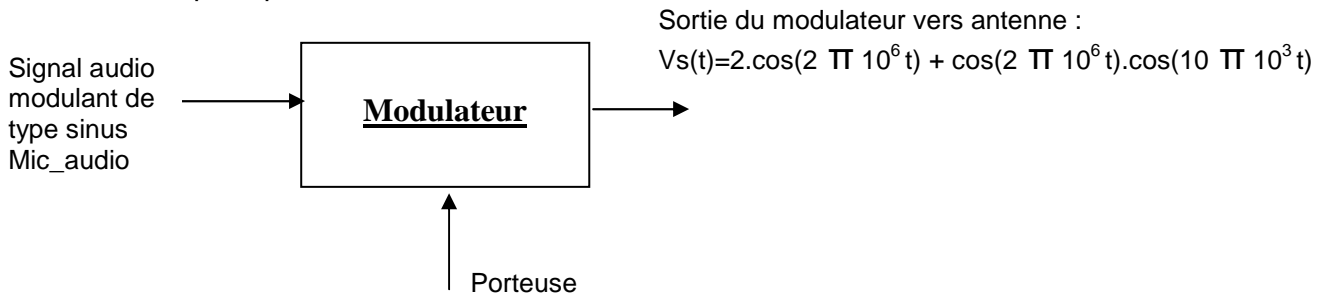 Sortie du modulateur vers antenne :
Vs(t)=2.cos(2 π 10⁶ t) + cos(2 π 10⁶ t).cos(10 π 10³ t)
Signal audio
modulant de
type sinus
Mic_audio
Modulateur
Porteuse